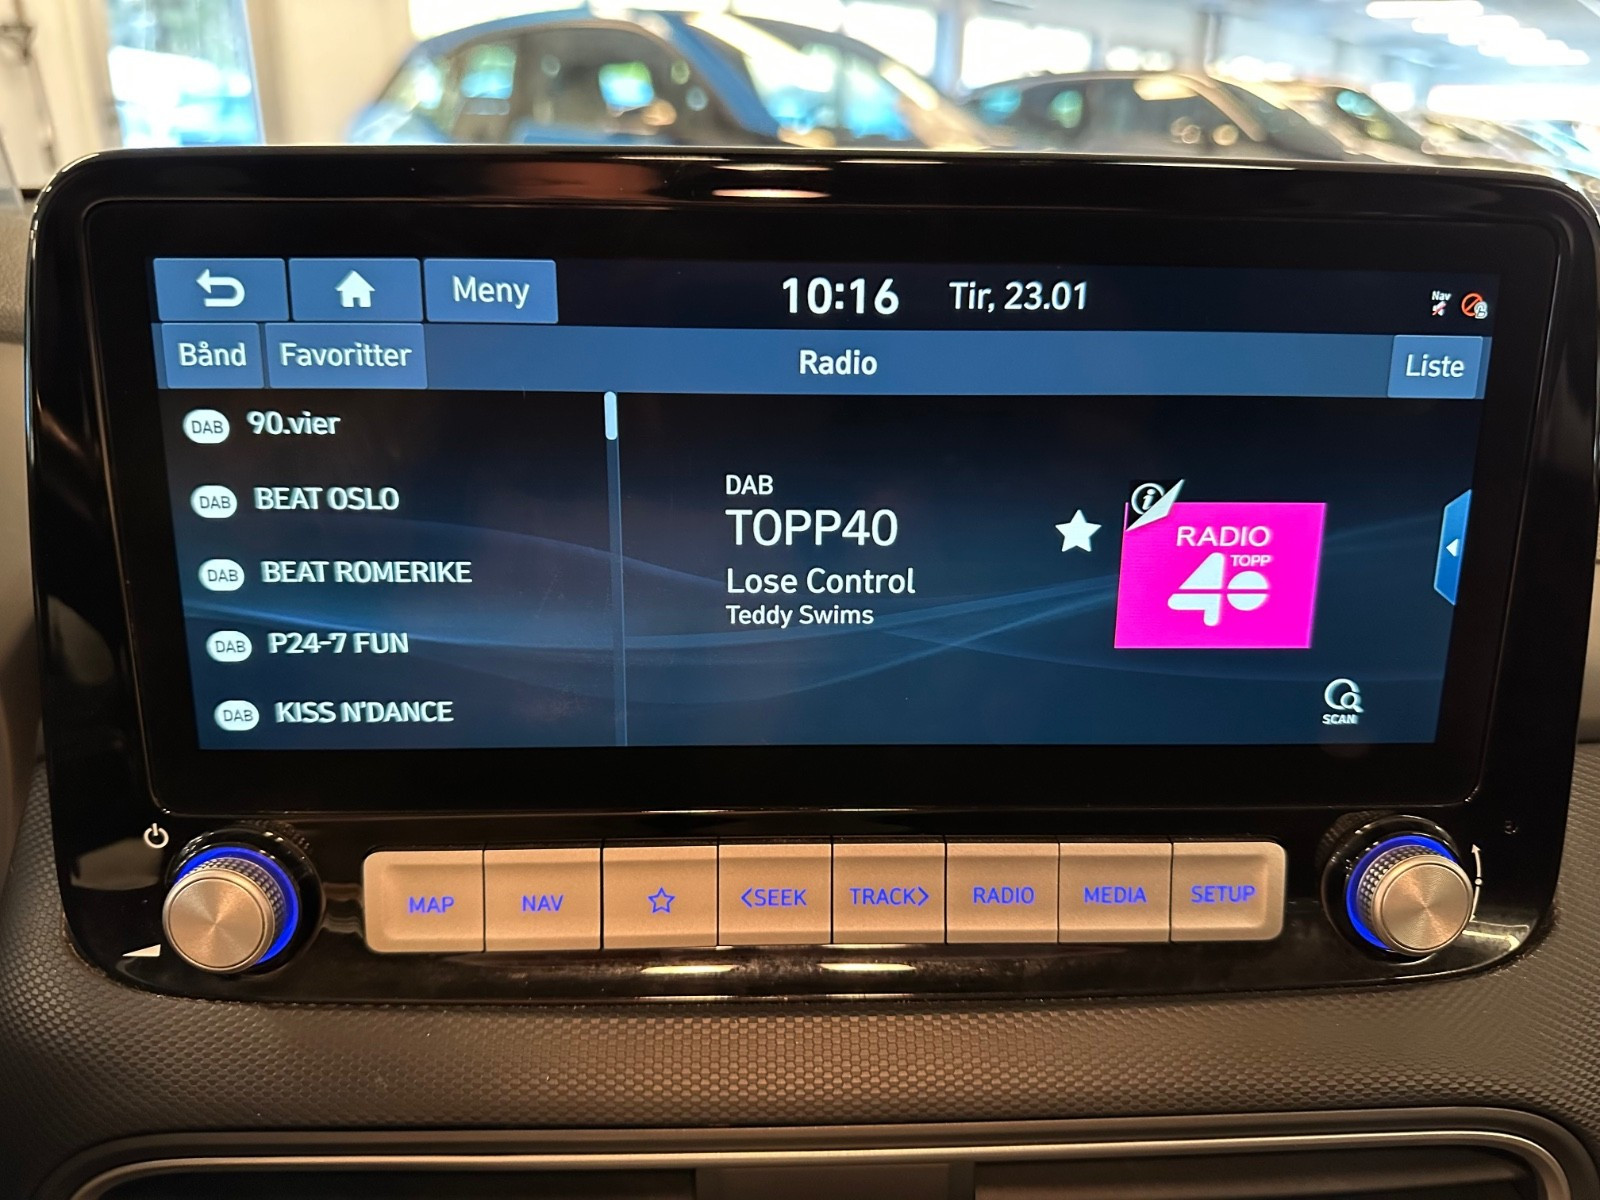 Meny
10:16 Tir, 23.01
Nav
Bånd Favoritter Radio Liste
DAB 90.vier
DAB BEAT OSLO
DAB BEAT ROMERIKE
DAB P24-7 FUN
DAB KISS N'DANCE
DAB
TOPP40
Lose Control
Teddy Swims
RADIO
TOPP
40
SCAN
MAP NAV <SEEK TRACK> RADIO MEDIA SETUP